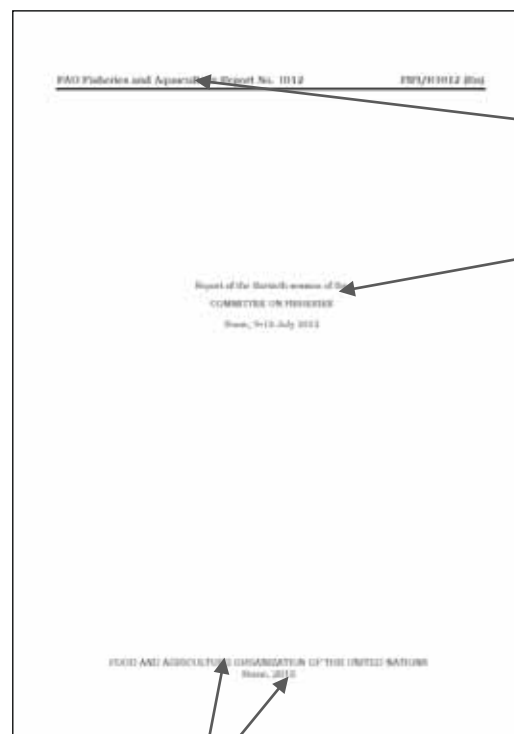 FAO Fisheries and Aquaculture Report No. 1012 FIPI/R1012 (En)
Report of the thirtieth session of the
COMMITTEE ON FISHERIES
Rome, 9–13 July 2012
FOOD AND AGRICULTURE ORGANIZATION OF THE UNITED NATIONS
Rome,